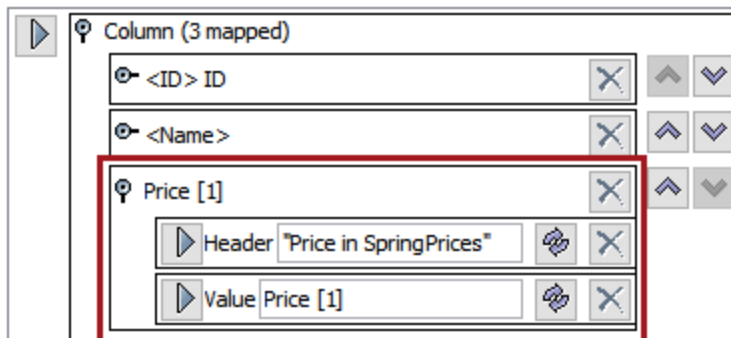 Column (3 mapped)
<ID> ID
<Name>
Price [1]
Header "Price in SpringPrices"
Value Price [1]